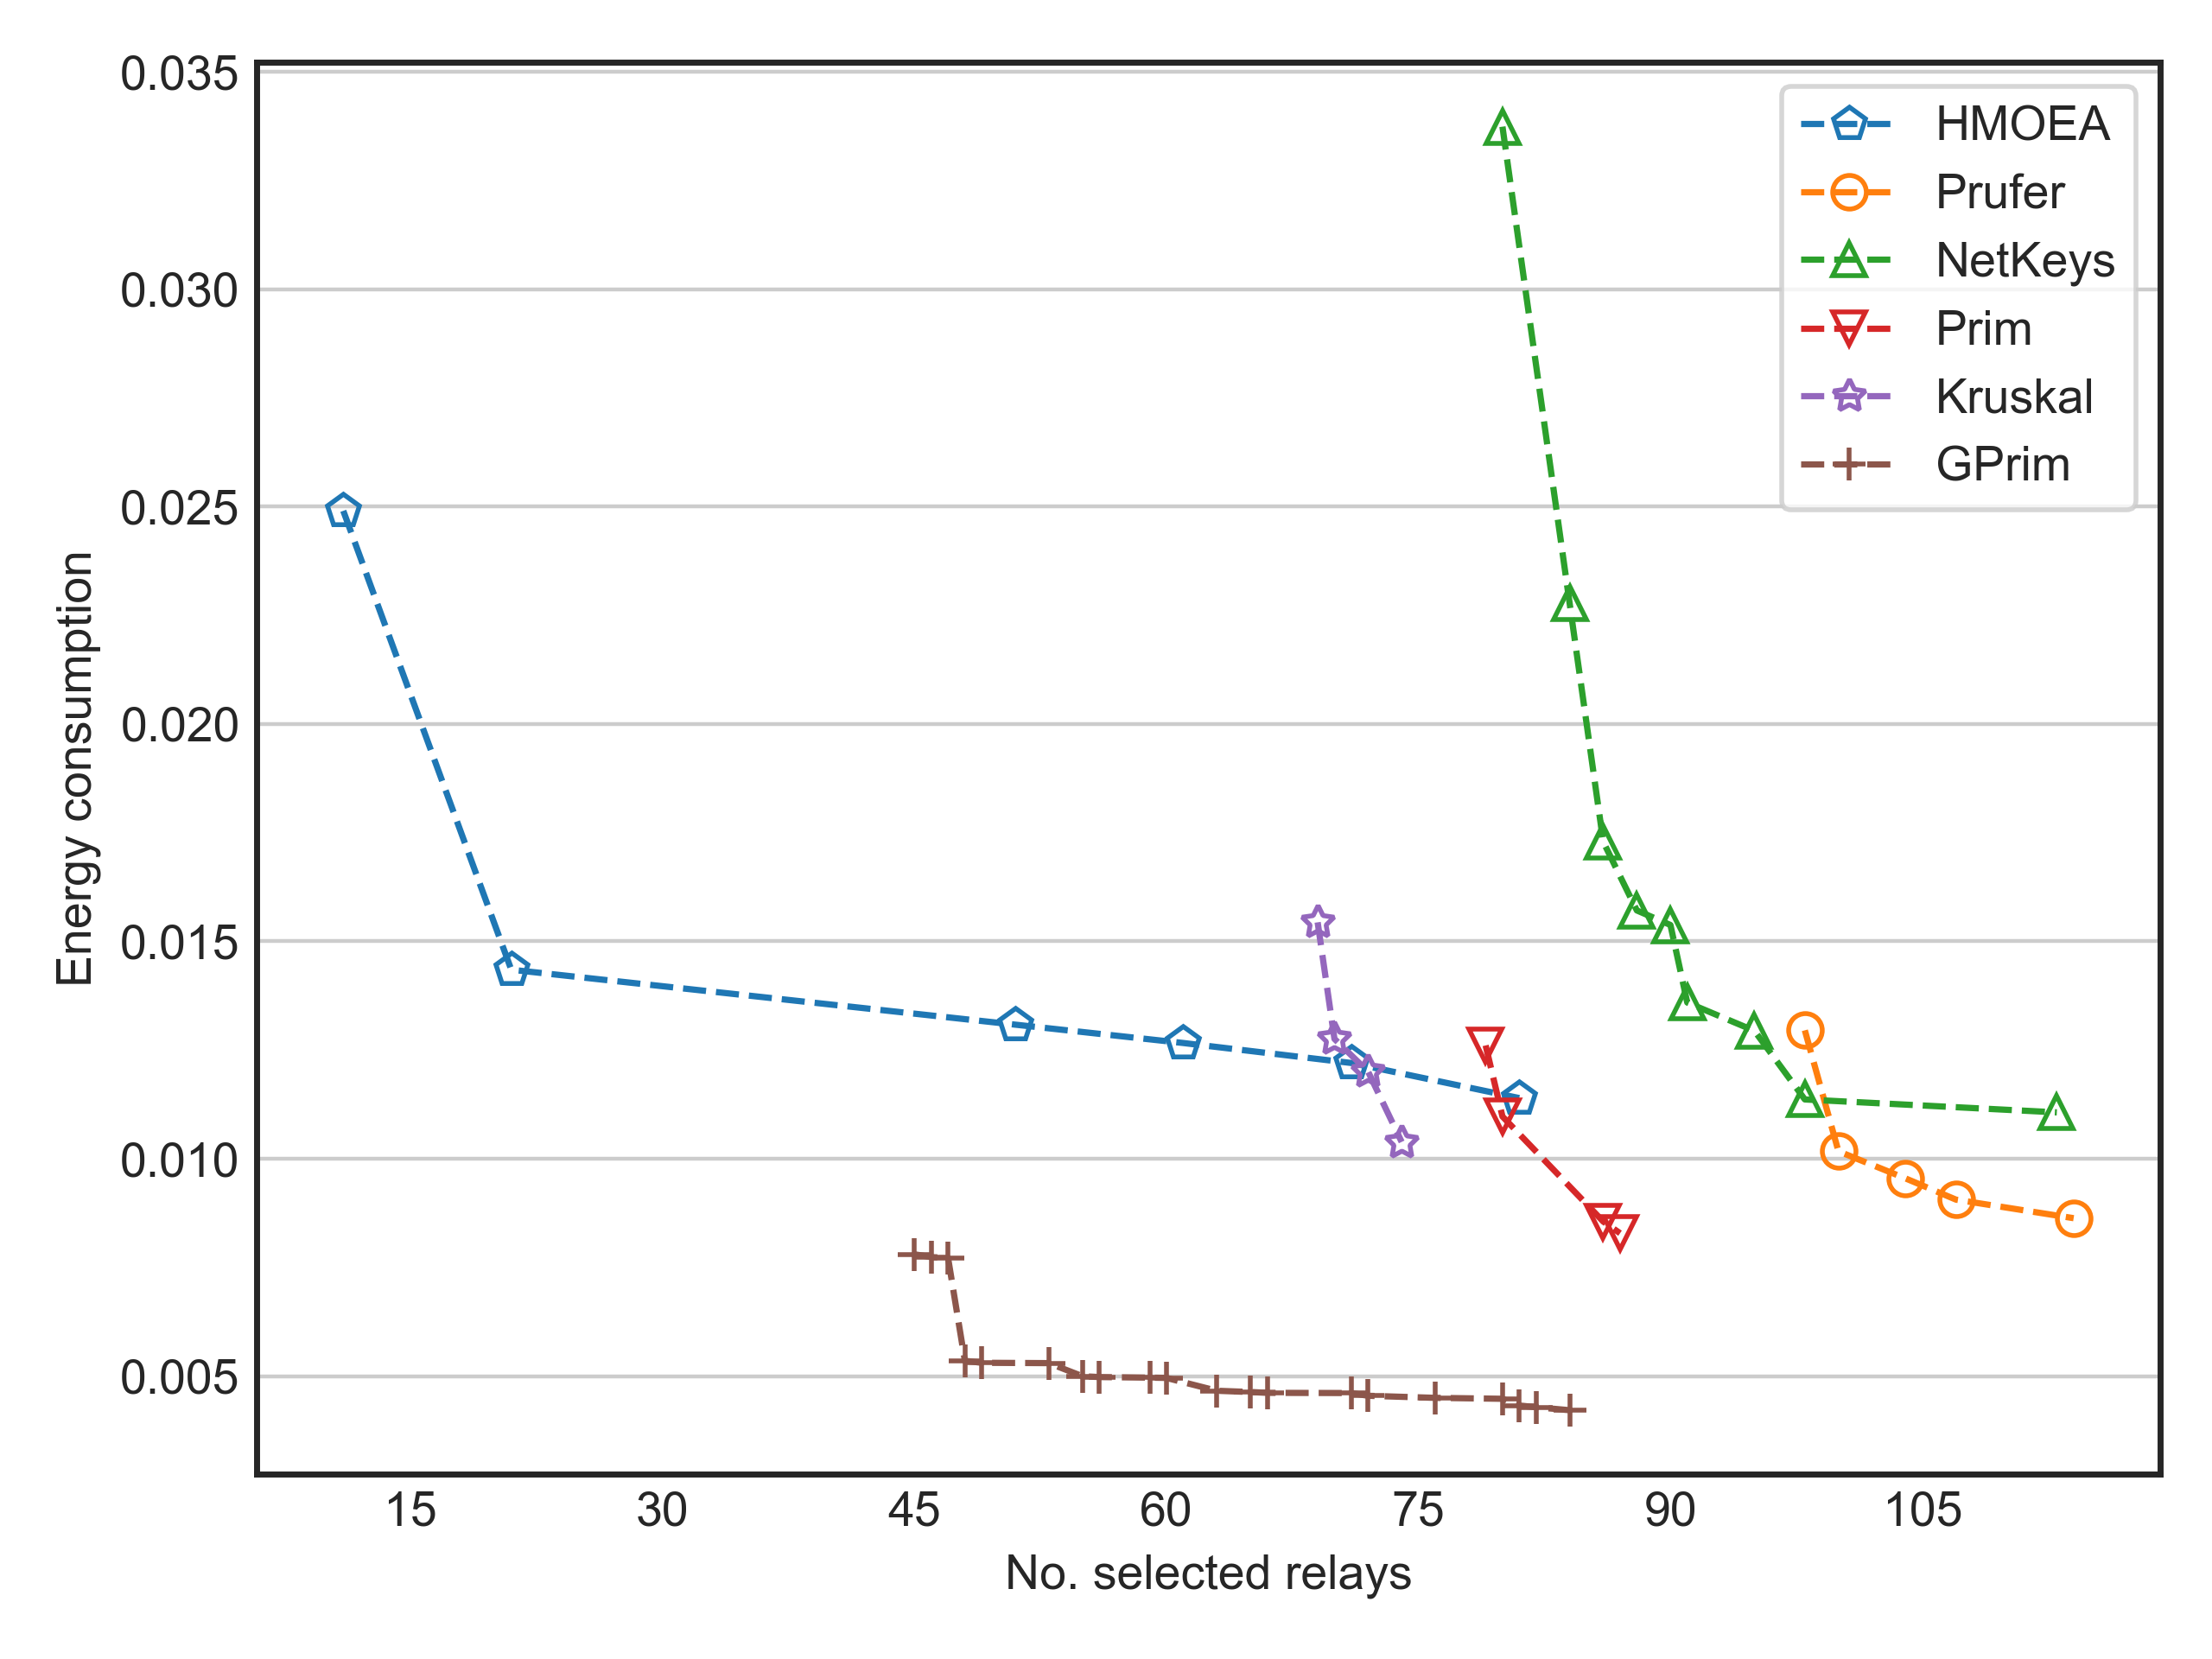 0.035
0.030
0.025
0.020
0.015
0.010
0.005
Energy consumption
15 30 45 60 75 90 105
No. selected relays
HMOEA
Prufer
NetKeys
Prim
Kruskal
GPrim